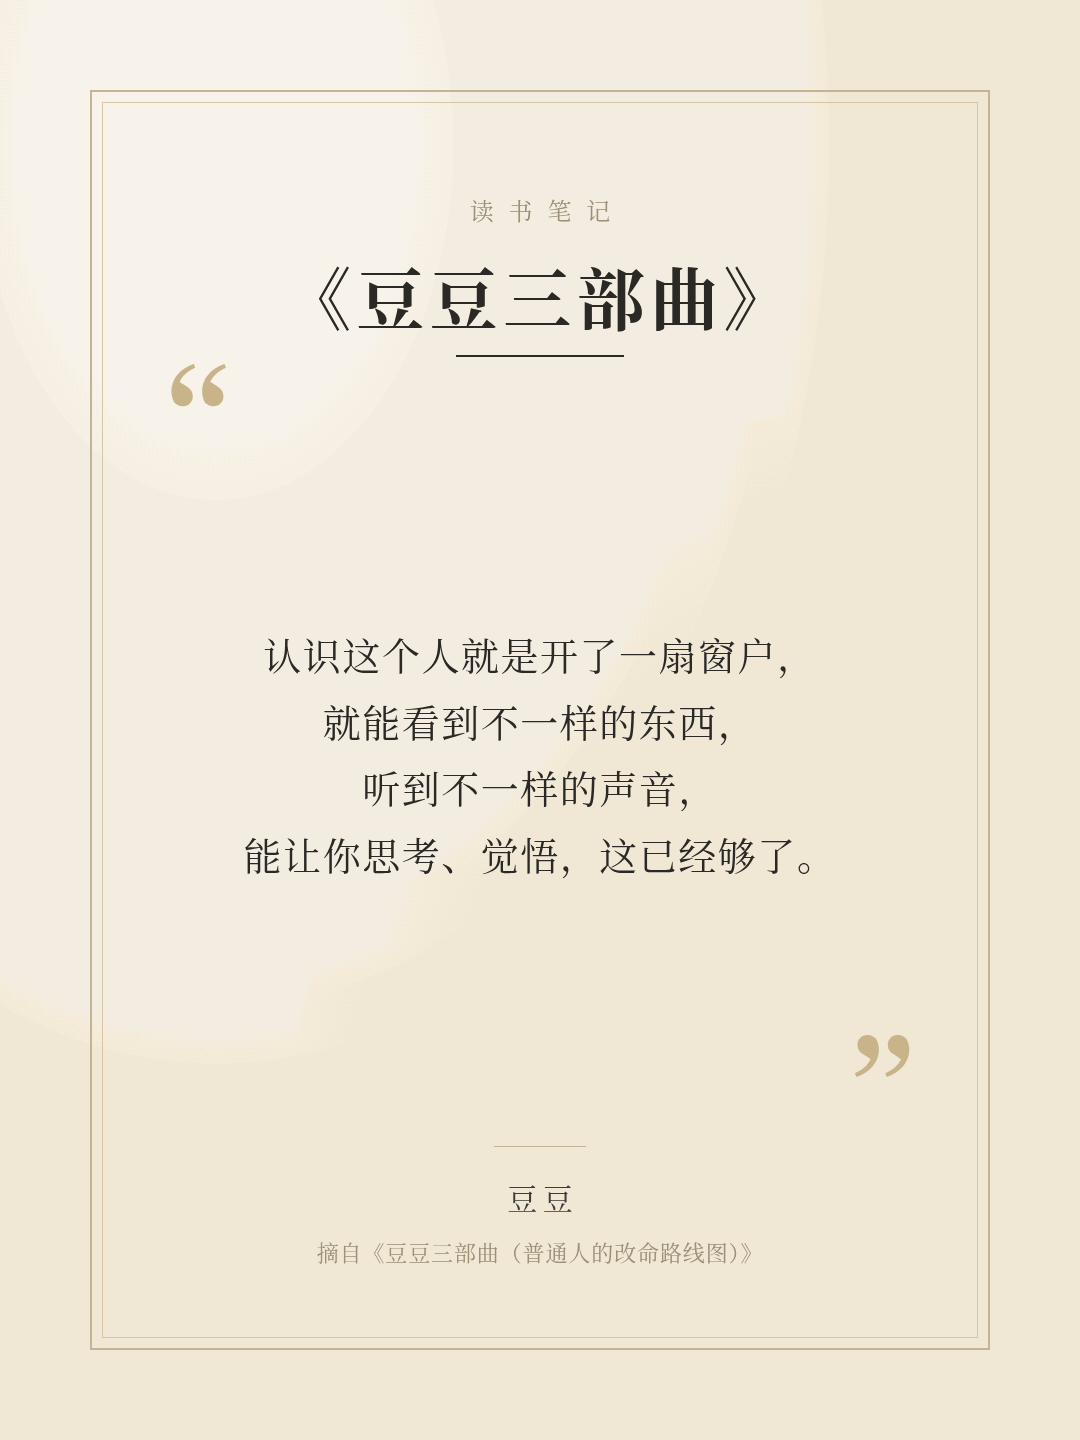 读书笔记
《豆豆三部曲》
“
认识这个人就是开了一扇窗户，
就能看到不一样的东西，
听到不一样的声音，
能让你思考、觉悟，这已经够了。
”
豆豆
摘自《豆豆三部曲（普通人的改命路线图）》